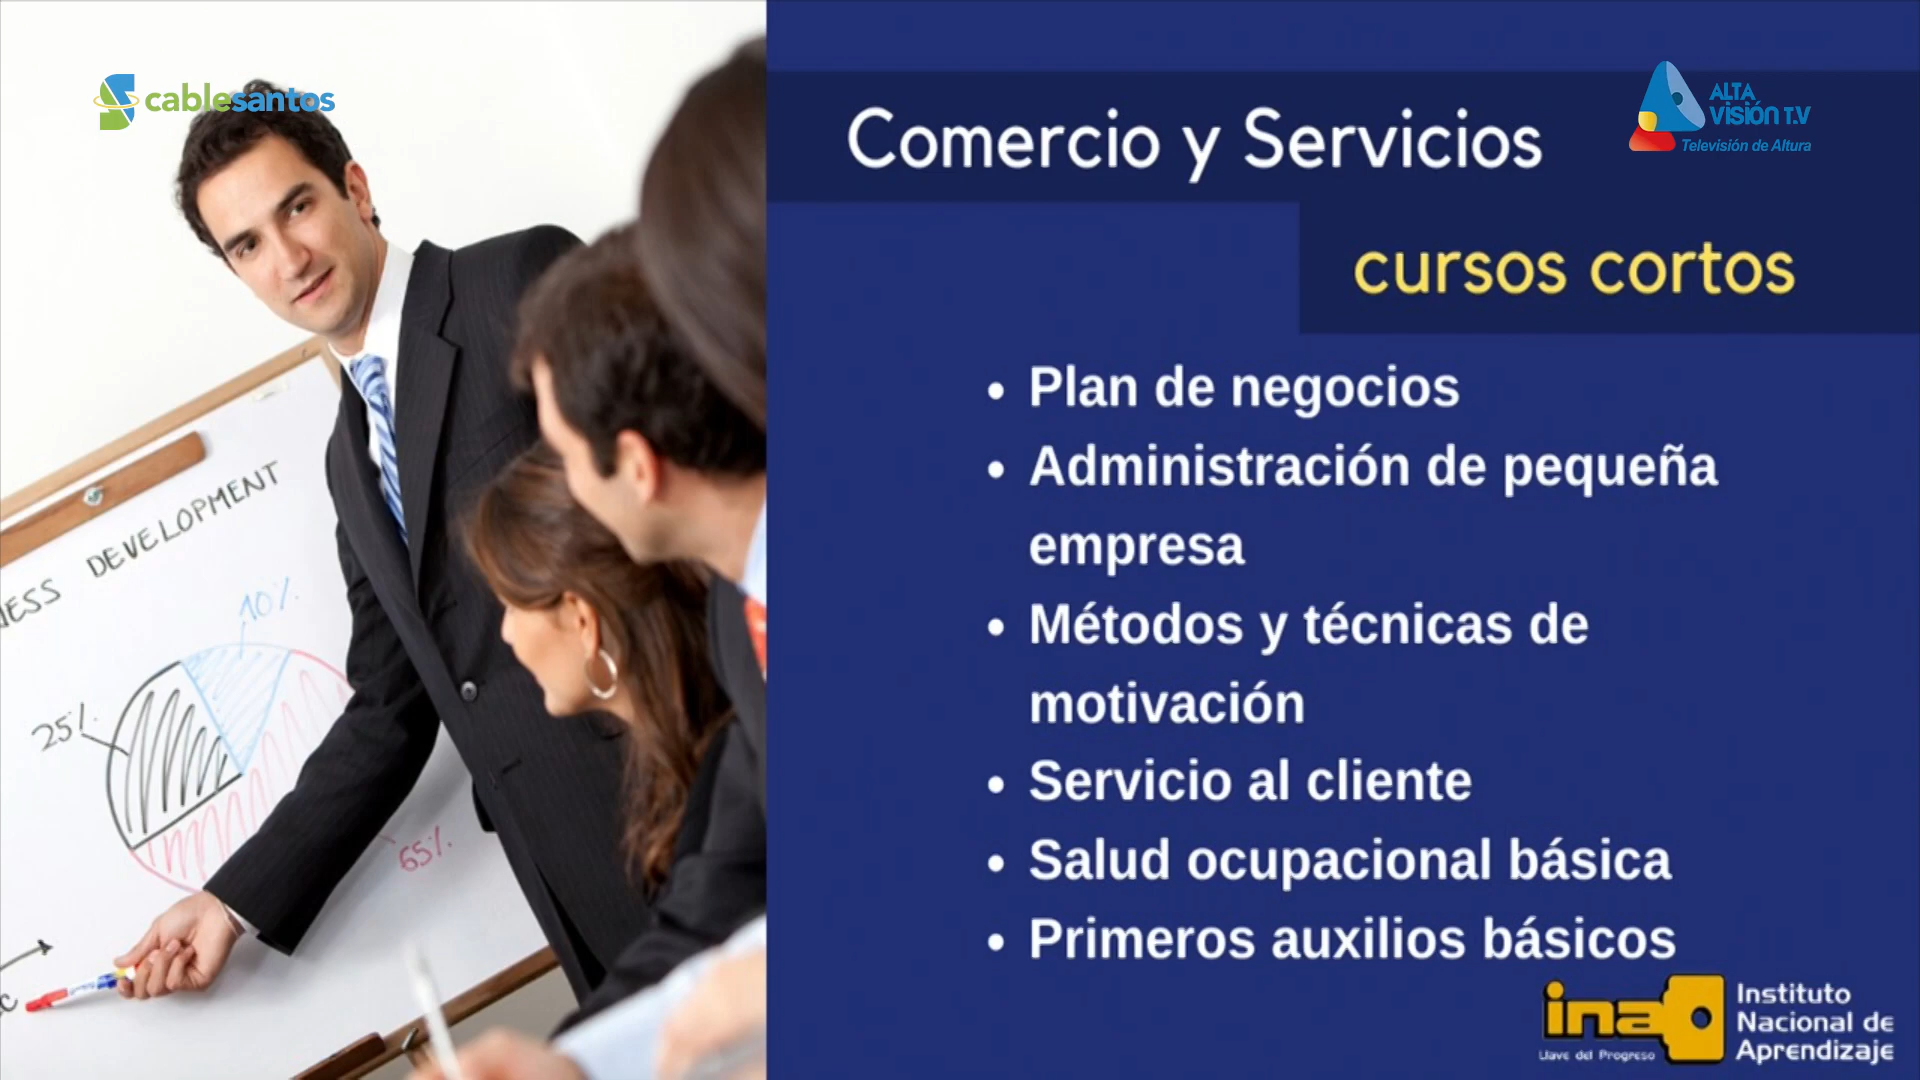 cablesantos
ALTA
VISIÓN T.V
Televisión de Altura
Comercio y Servicios
cursos cortos
• Plan de negocios
• Administración de pequeña
empresa
• Métodos y técnicas de
motivación
• Servicio al cliente
• Salud ocupacional básica
• Primeros auxilios básicos
DEVELOPMENT
10%
25%
65%
ina
Llave del Progreso
Instituto
Nacional de
Aprendizaje